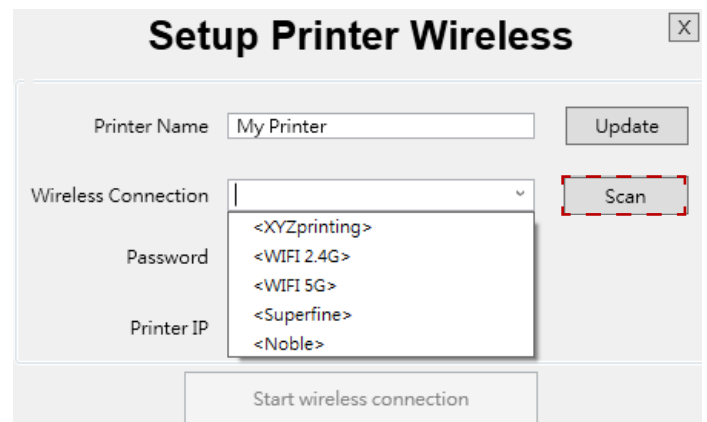 Setup Printer Wireless X
Printer Name My Printer Update
Wireless Connection Scan
<XYZprinting>
Password <WIFI 2.4G>
<WIFI 5G>
Printer IP <Superfine>
<Noble>
Start wireless connection